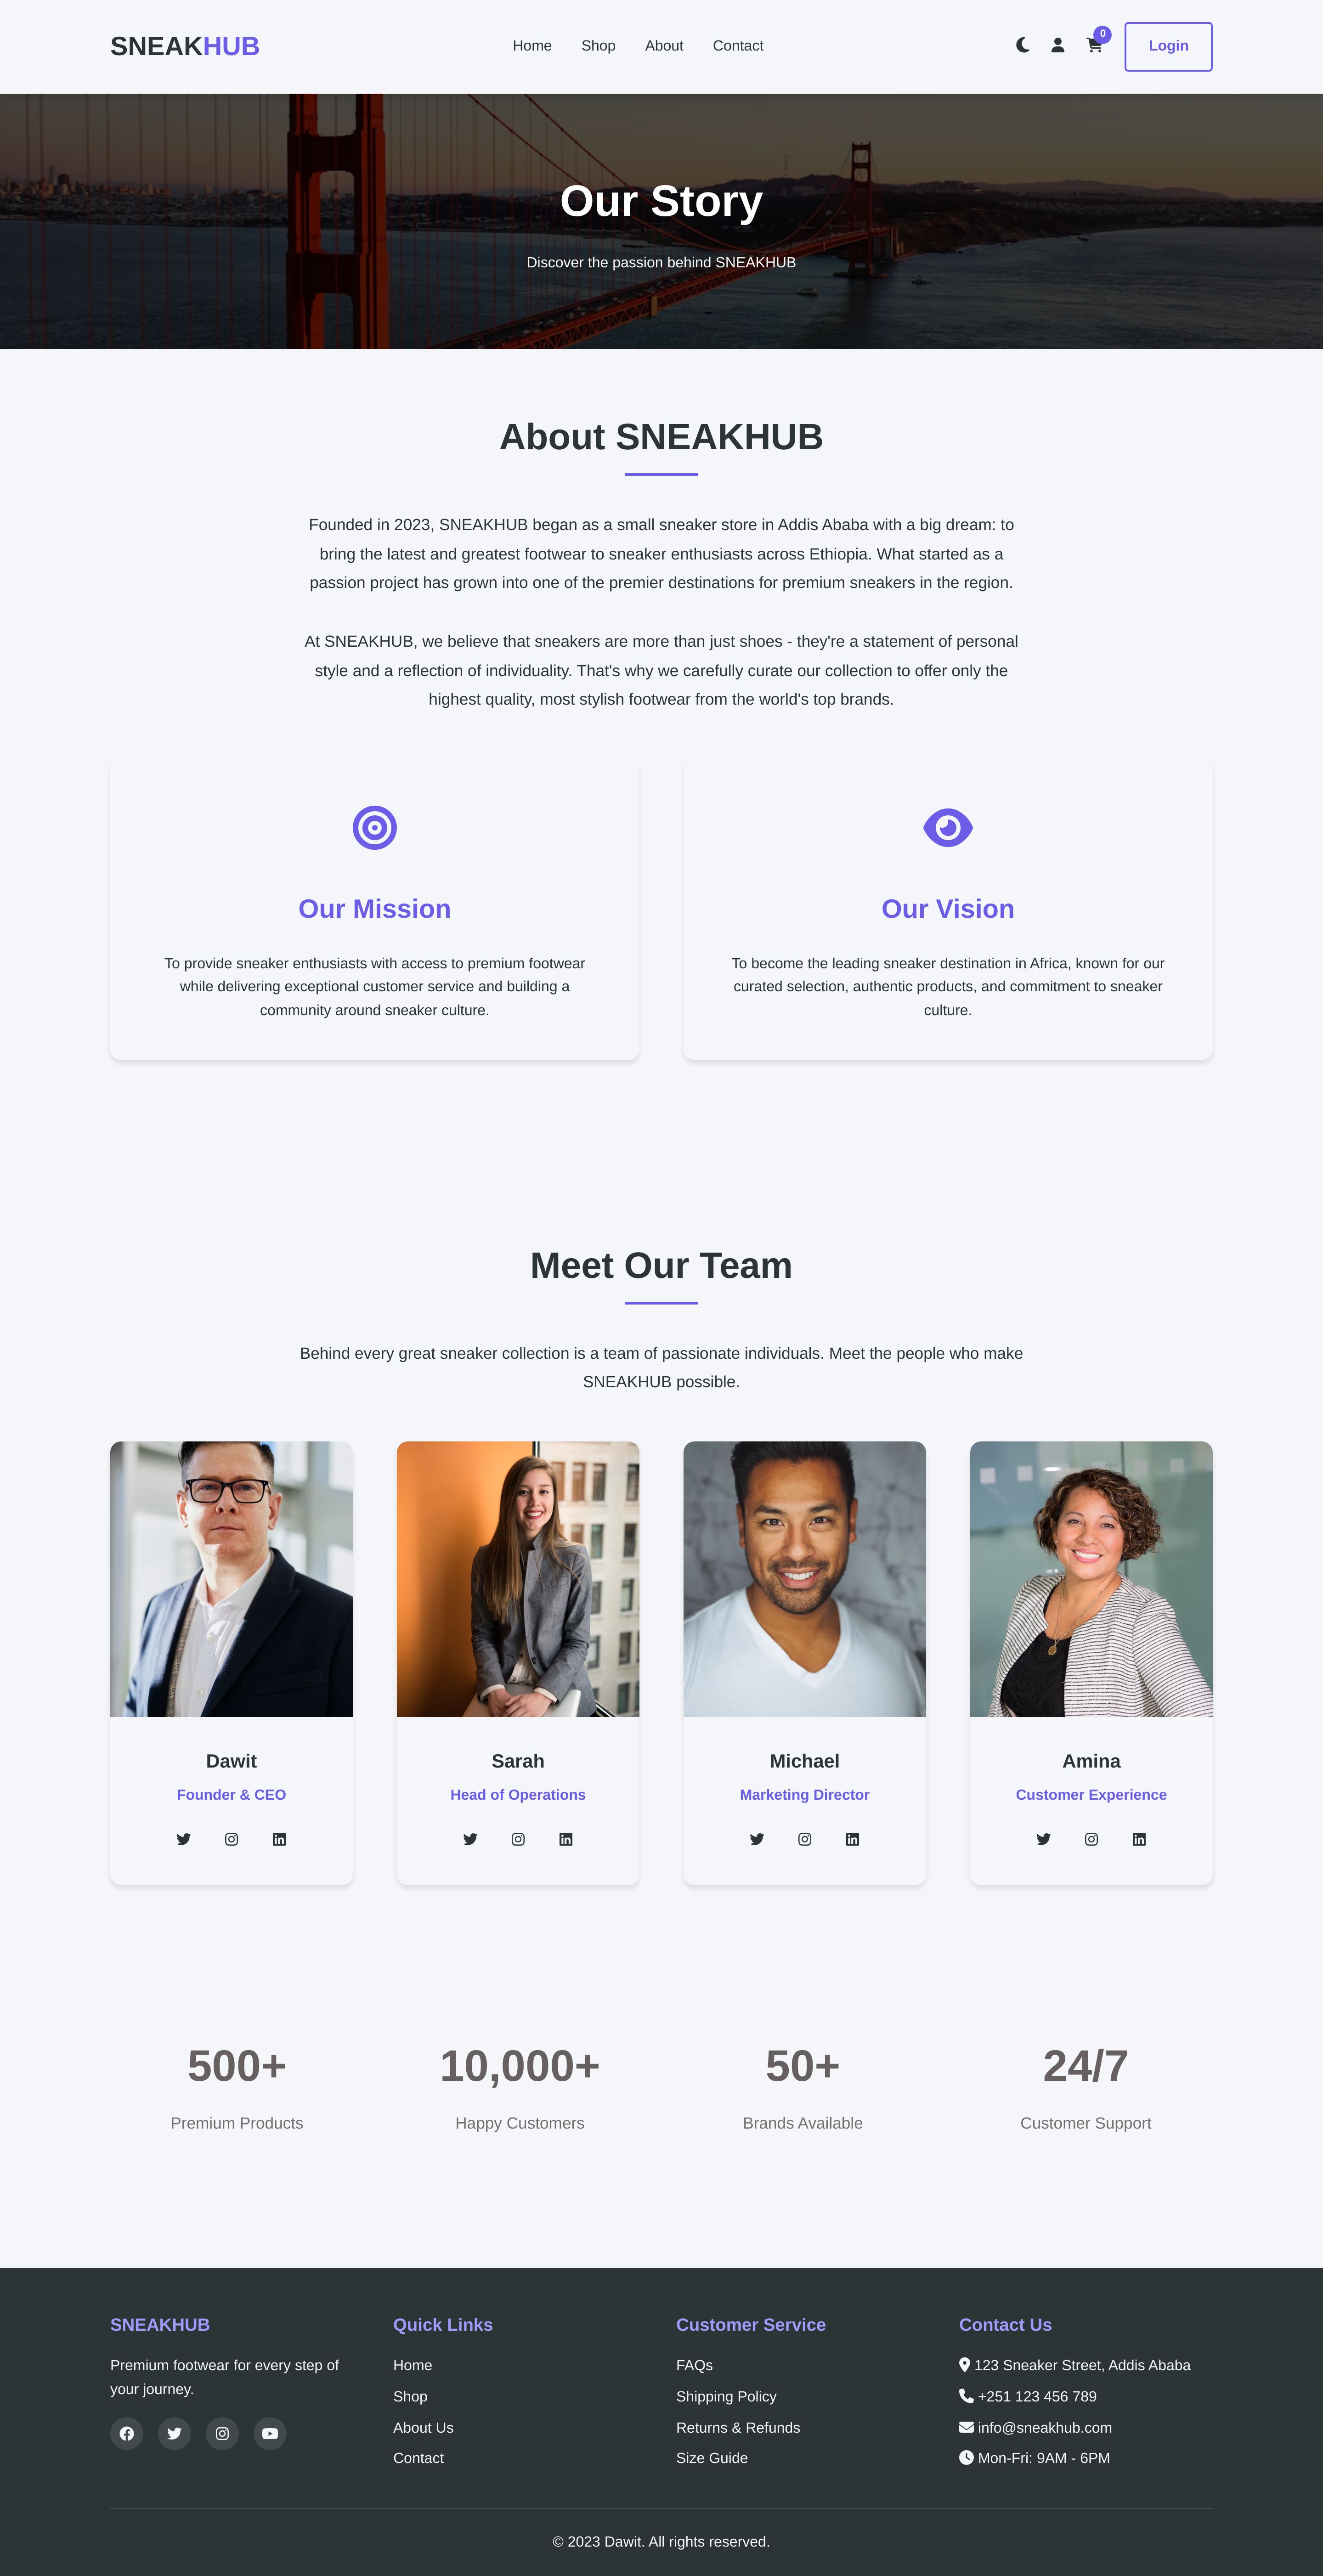 SNEAKHUB
Home Shop About Contact
0
Login
Our Story
Discover the passion behind SNEAKHUB
About SNEAKHUB
Founded in 2023, SNEAKHUB began as a small sneaker store in Addis Ababa with a big dream: to
bring the latest and greatest footwear to sneaker enthusiasts across Ethiopia. What started as a
passion project has grown into one of the premier destinations for premium sneakers in the region.
At SNEAKHUB, we believe that sneakers are more than just shoes - they're a statement of personal
style and a reflection of individuality. That's why we carefully curate our collection to offer only the
highest quality, most stylish footwear from the world's top brands.
Our Mission
To provide sneaker enthusiasts with access to premium footwear
while delivering exceptional customer service and building a
community around sneaker culture.
Our Vision
To become the leading sneaker destination in Africa, known for our
curated selection, authentic products, and commitment to sneaker
culture.
Meet Our Team
Behind every great sneaker collection is a team of passionate individuals. Meet the people who make
SNEAKHUB possible.
Dawit
Founder & CEO
Sarah
Head of Operations
Michael
Marketing Director
Amina
Customer Experience
500+
Premium Products
10,000+
Happy Customers
50+
Brands Available
24/7
Customer Support
SNEAKHUB
Premium footwear for every step of
your journey.
Quick Links
Home
Shop
About Us
Contact
Customer Service
FAQs
Shipping Policy
Returns & Refunds
Size Guide
Contact Us
123 Sneaker Street, Addis Ababa
+251 123 456 789
info@sneakhub.com
Mon-Fri: 9AM - 6PM
© 2023 Dawit. All rights reserved.